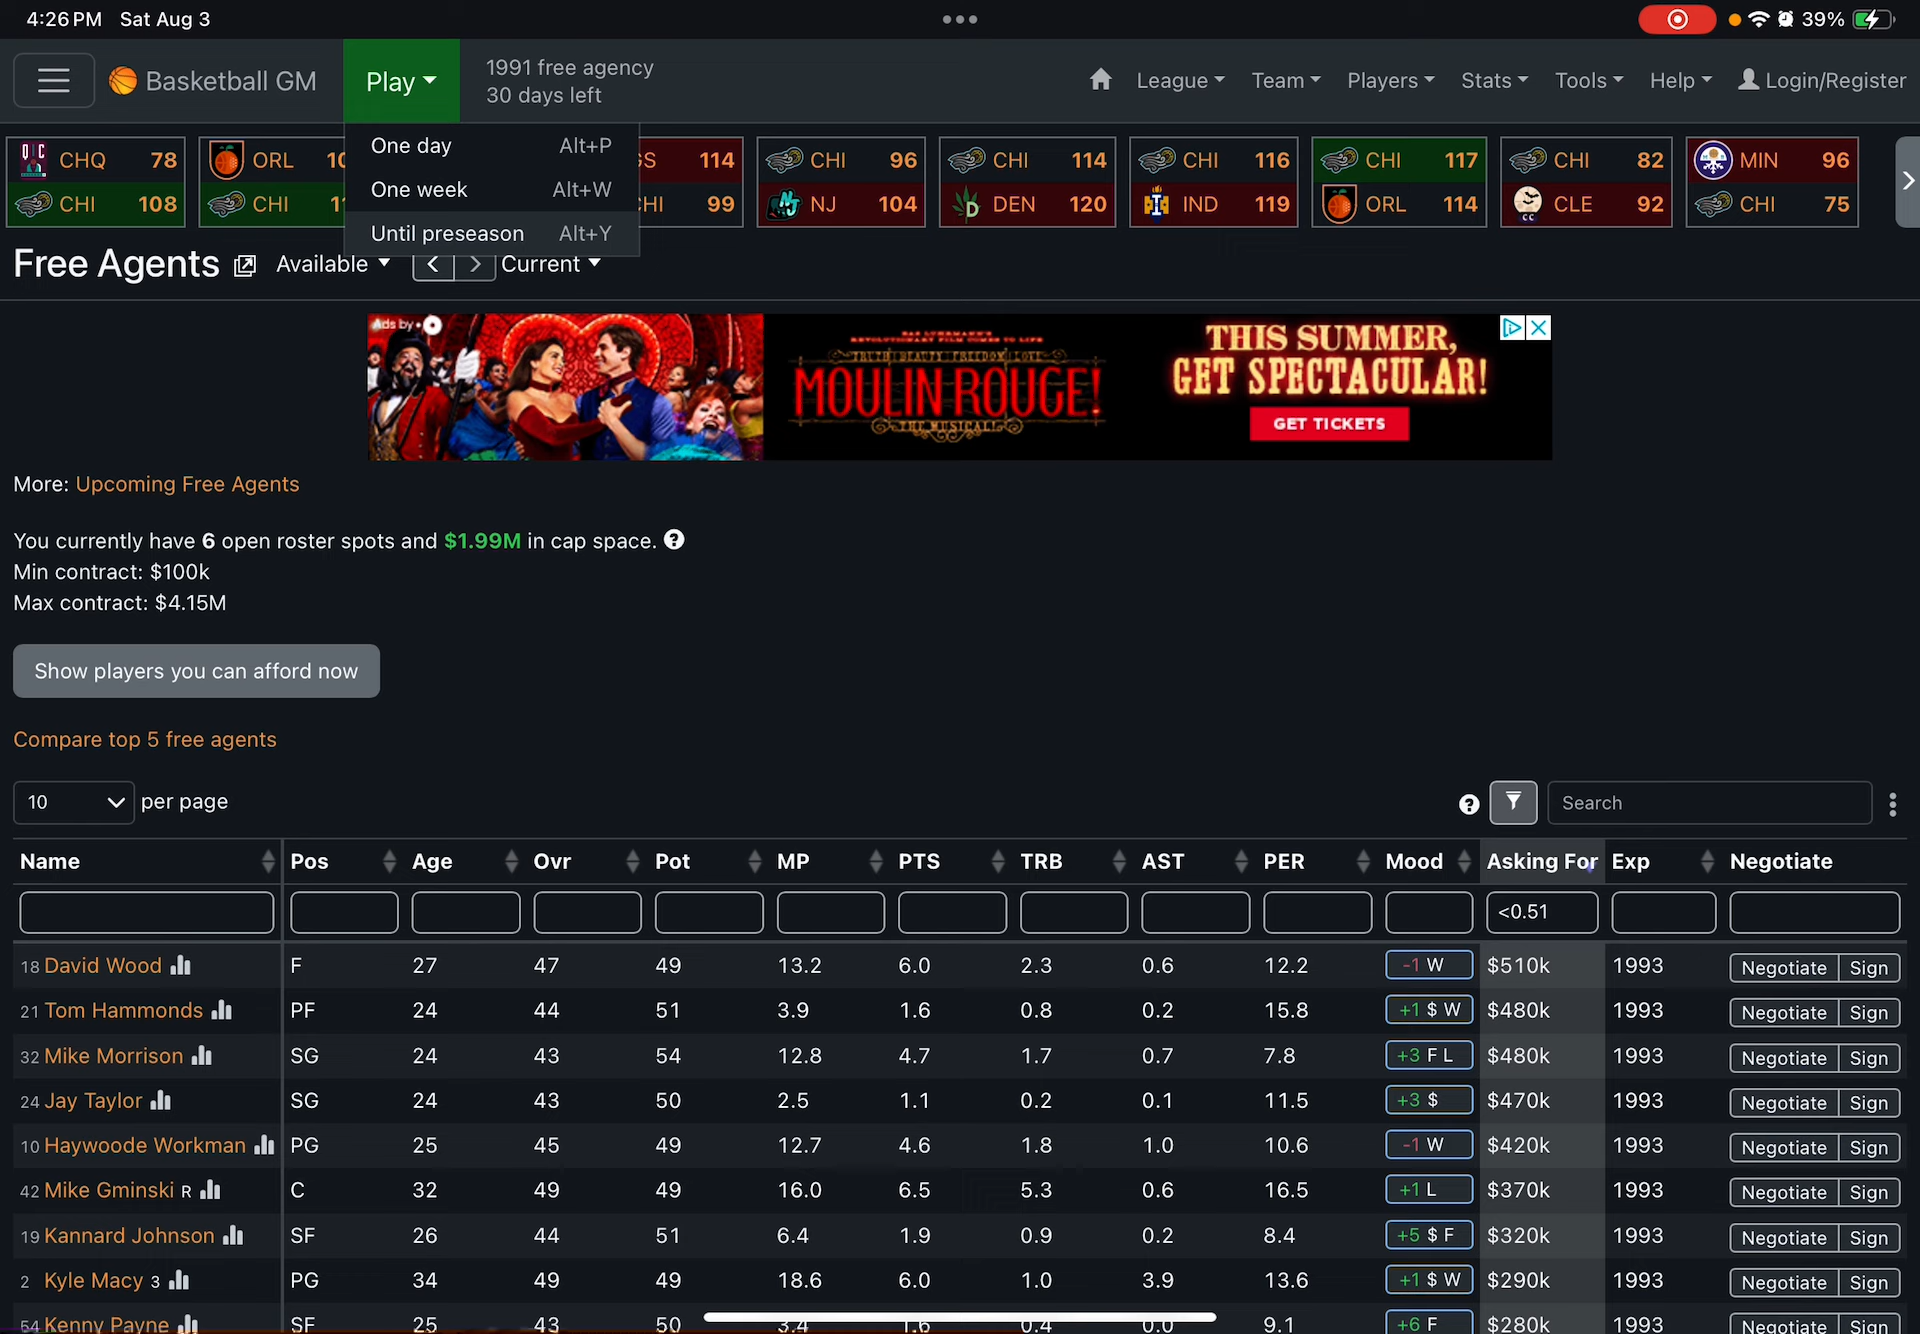 4:26 PM Sat Aug 3
39%
Basketball GM
Play
1991 free agency
30 days left
League
Team
Players
Stats
Tools
Help
Login/Register
One day Alt+P
One week Alt+W
Until preseason Alt+Y
CHQ 78
CHI 108
ORL
CHI
114
99
CHI 96
NJ 104
CHI 114
DEN 120
CHI 116
IND 119
CHI 117
ORL 114
CHI 82
CLE 92
MIN 96
CHI 75
Free Agents
Available
Current
Ads by
TRUTH BEAUTY FREEDOM LOVE
MOULIN ROUGE!
THE MUSICAL
THIS SUMMER,
GET SPECTACULAR!
GET TICKETS
More: Upcoming Free Agents
You currently have 6 open roster spots and $1.99M in cap space. ?
Min contract: $100k
Max contract: $4.15M
Show players you can afford now
Compare top 5 free agents
10 per page
?
Search
Name Pos Age Ovr Pot MP PTS TRB AST PER Mood Asking For Exp Negotiate
<0.51
18 David Wood F 27 47 49 13.2 6.0 2.3 0.6 12.2 -1 W $510k 1993 Negotiate Sign
21 Tom Hammonds PF 24 44 51 3.9 1.6 0.8 0.2 15.8 +1 $ W $480k 1993 Negotiate Sign
32 Mike Morrison SG 24 43 54 12.8 4.7 1.7 0.7 7.8 +3 F L $480k 1993 Negotiate Sign
24 Jay Taylor SG 24 43 50 2.5 1.1 0.2 0.1 11.5 +3 $ $470k 1993 Negotiate Sign
10 Haywoode Workman PG 25 45 49 12.7 4.6 1.8 1.0 10.6 -1 W $420k 1993 Negotiate Sign
42 Mike Gminski R C 32 49 49 16.0 6.5 5.3 0.6 16.5 +1 L $370k 1993 Negotiate Sign
19 Kannard Johnson SF 26 44 51 6.4 1.9 0.9 0.2 8.4 +5 $ F $320k 1993 Negotiate Sign
2 Kyle Macy 3 PG 34 49 49 18.6 6.0 1.0 3.9 13.6 +1 $ W $290k 1993 Negotiate Sign
54 Kenny Payne SF 25 43 50 3.4 1.6 0.4 0.0 9.1 +6 F $280k 1993 Negotiate Sign